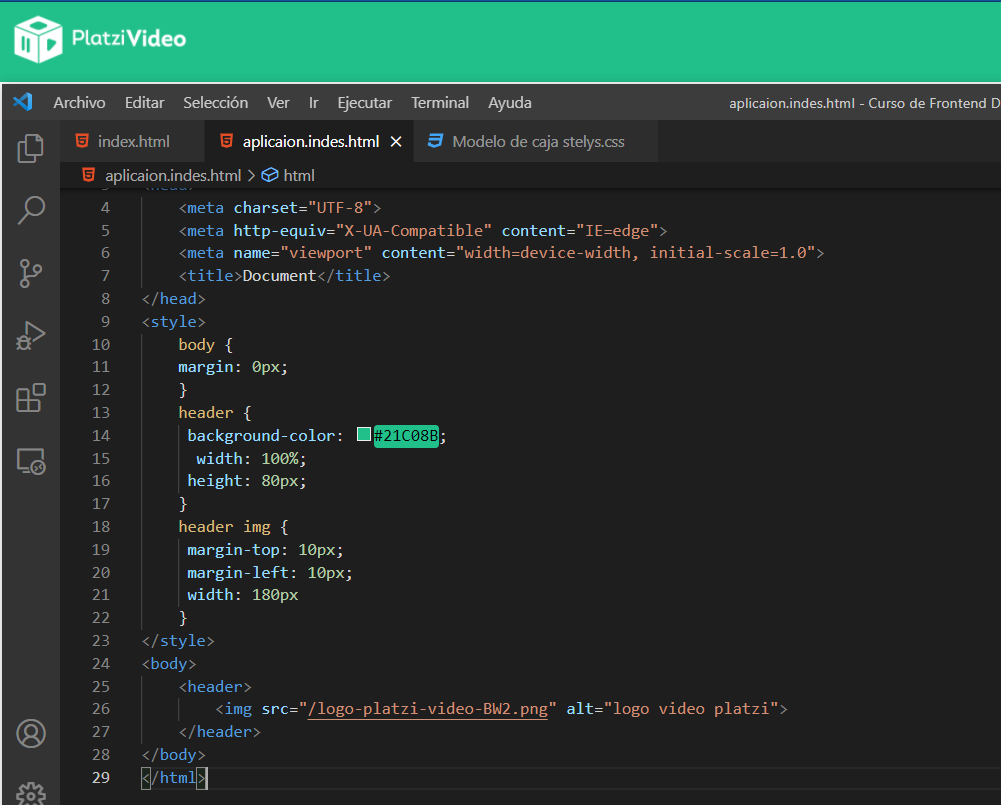 PlatziVideo
Archivo Editar Selección Ver Ir Ejecutar Terminal Ayuda aplicaion.indes.html - Curso de Frontend D
index.html aplicaion.indes.html Modelo de caja stelys.css
aplicaion.indes.html > html
3 <head>
4 <meta charset="UTF-8">
5 <meta http-equiv="X-UA-Compatible" content="IE=edge">
6 <meta name="viewport" content="width=device-width, initial-scale=1.0">
7 <title>Document</title>
8 </head>
9 <style>
10 body {
11 margin: 0px;
12 }
13 header {
14 background-color: #21C08B;
15 width: 100%;
16 height: 80px;
17 }
18 header img {
19 margin-top: 10px;
20 margin-left: 10px;
21 width: 180px
22 }
23 </style>
24 <body>
25 <header>
26 <img src="/logo-platzi-video-BW2.png" alt="logo video platzi">
27 </header>
28 </body>
29 </html>